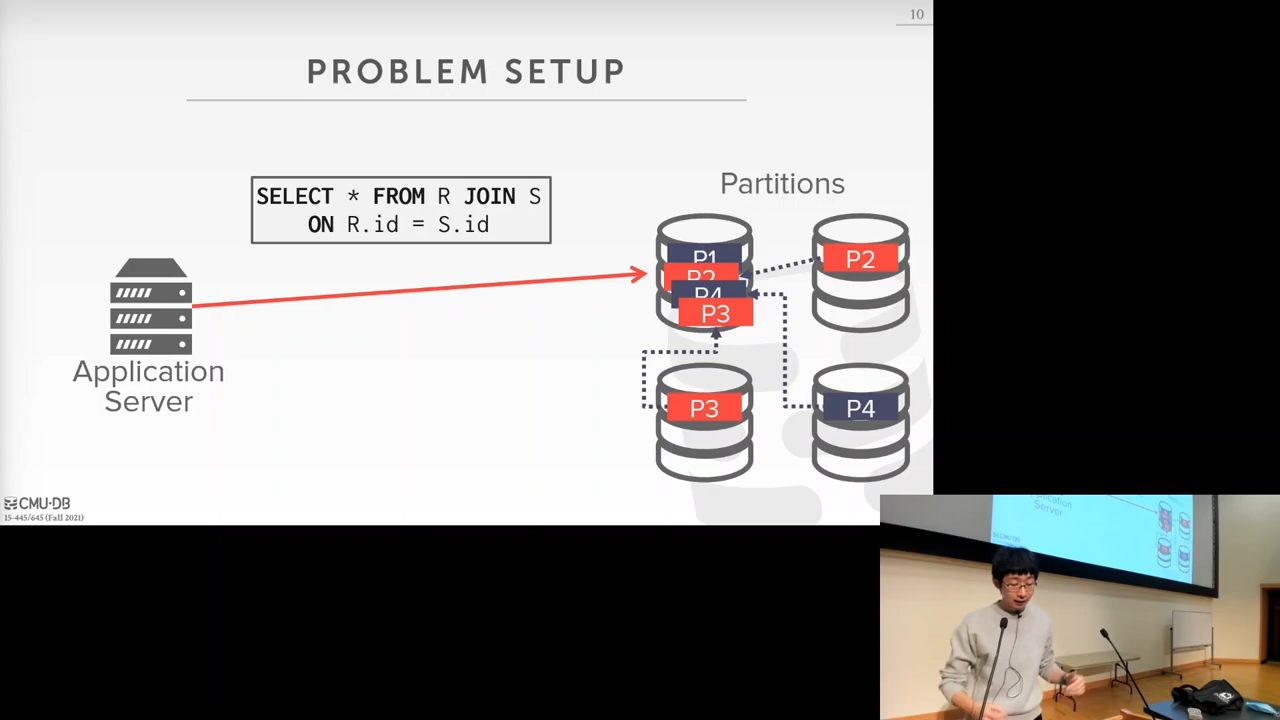 10
PROBLEM SETUP
SELECT * FROM R JOIN S
ON R.id = S.id
Partitions
P1
P2
P4
P3
P2
P3
P4
Application
Server
CMU·DB
15-445/645 (Fall 2021)
Server